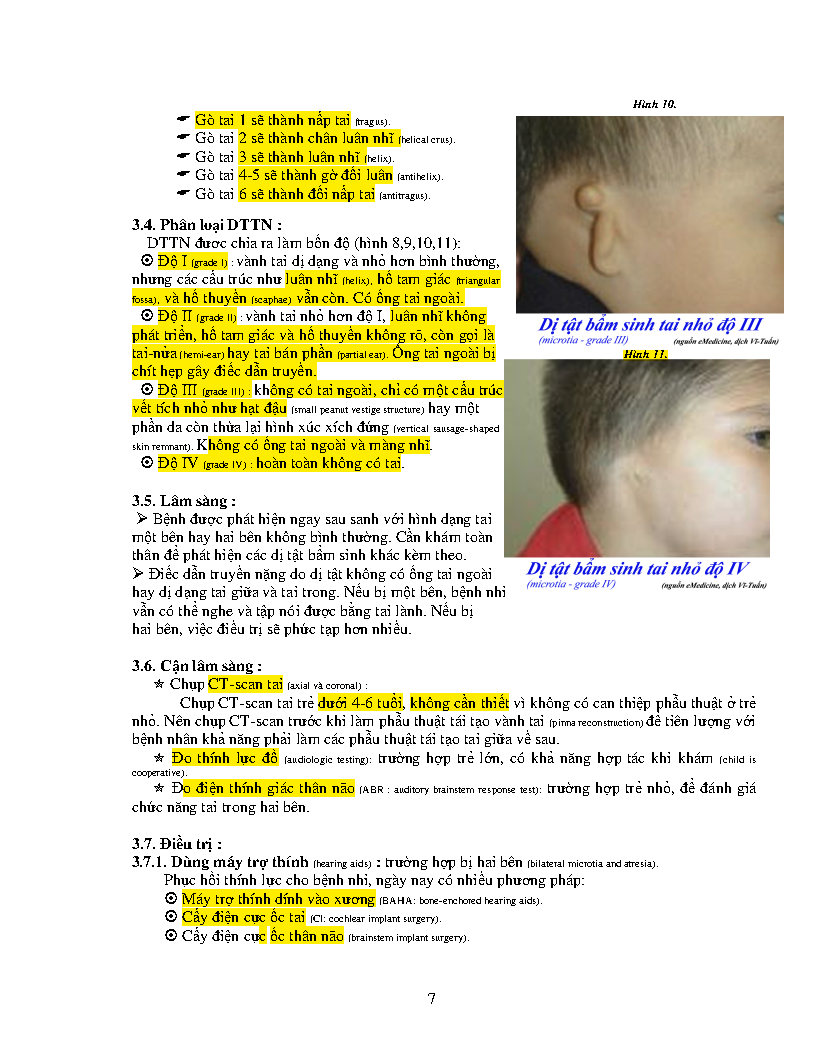 Hình 10.
☛ Gò tai 1 sẽ thành nắp tai (tragus).
☛ Gò tai 2 sẽ thành chân luân nhĩ (helical crus).
☛ Gò tai 3 sẽ thành luân nhĩ (helix).
☛ Gò tai 4-5 sẽ thành gờ đối luân (antihelix).
☛ Gò tai 6 sẽ thành đối nắp tai (antitragus).
3.4. Phân loại DTTN :
DTTN được chia ra làm bốn độ (hình 8,9,10,11):
⊙ Độ I (grade I) : vành tai dị dạng và nhỏ hơn bình thường,
nhưng các cấu trúc như luân nhĩ (helix), hố tam giác (triangular
fossa), và hố thuyền (scaphae) vẫn còn. Có ống tai ngoài.
⊙ Độ II (grade II) : vành tai nhỏ hơn độ I, luân nhĩ không
phát triển, hố tam giác và hố thuyền không rõ, còn gọi là
tai-nửa (hemi-ear) hay tai bán phần (partial ear). Ống tai ngoài bị
chít hẹp gây điếc dẫn truyền.
⊙ Độ III (grade III) : không có tai ngoài, chỉ có một cấu trúc
vết tích nhỏ như hạt đậu (small peanut vestige structure) hay một
phần da còn thừa lại hình xúc xích đứng (vertical sausage-shaped
skin remnant). Không có ống tai ngoài và màng nhĩ.
⊙ Độ IV (grade IV) : hoàn toàn không có tai.
Dị tật bẩm sinh tai nhỏ độ III
(microtia - grade III) (nguồn eMedicine, dịch Vi-Tuấn)
Hình 11.
Dị tật bẩm sinh tai nhỏ độ IV
(microtia - grade IV) (nguồn eMedicine, dịch Vi-Tuấn)
3.5. Lâm sàng :
➢ Bệnh được phát hiện ngay sau sanh với hình dạng tai
một bên hay hai bên không bình thường. Cần khám toàn
thân để phát hiện các dị tật bẩm sinh khác kèm theo.
➢ Điếc dẫn truyền nặng do dị tật không có ống tai ngoài
hay dị dạng tai giữa và tai trong. Nếu bị một bên, bệnh nhi
vẫn có thể nghe và tập nói được bằng tai lành. Nếu bị
hai bên, việc điều trị sẽ phức tạp hơn nhiều.
3.6. Cận lâm sàng :
✯ Chụp CT-scan tai (axial và coronal) :
Chụp CT-scan tai trẻ dưới 4-6 tuổi, không cần thiết vì không có can thiệp phẫu thuật ở trẻ
nhỏ. Nên chụp CT-scan trước khi làm phẫu thuật tái tạo vành tai (pinna reconstruction) để tiên lượng với
bệnh nhân khả năng phải làm các phẫu thuật tái tạo tai giữa về sau.
✯ Đo thính lực đồ (audiologic testing): trường hợp trẻ lớn, có khả năng hợp tác khi khám (child is
cooperative).
✯ Đo điện thính giác thân não (ABR : auditory brainstem response test): trường hợp trẻ nhỏ, để đánh giá
chức năng tai trong hai bên.
3.7. Điều trị :
3.7.1. Dùng máy trợ thính (hearing aids) : trường hợp bị hai bên (bilateral microtia and atresia).
Phục hồi thính lực cho bệnh nhi, ngày nay có nhiều phương pháp:
⊙ Máy trợ thính dính vào xương (BAHA: bone-enchored hearing aids).
⊙ Cấy điện cực ốc tai (CI: cochlear implant surgery).
⊙ Cấy điện cực ốc thân não (brainstem implant surgery).
7